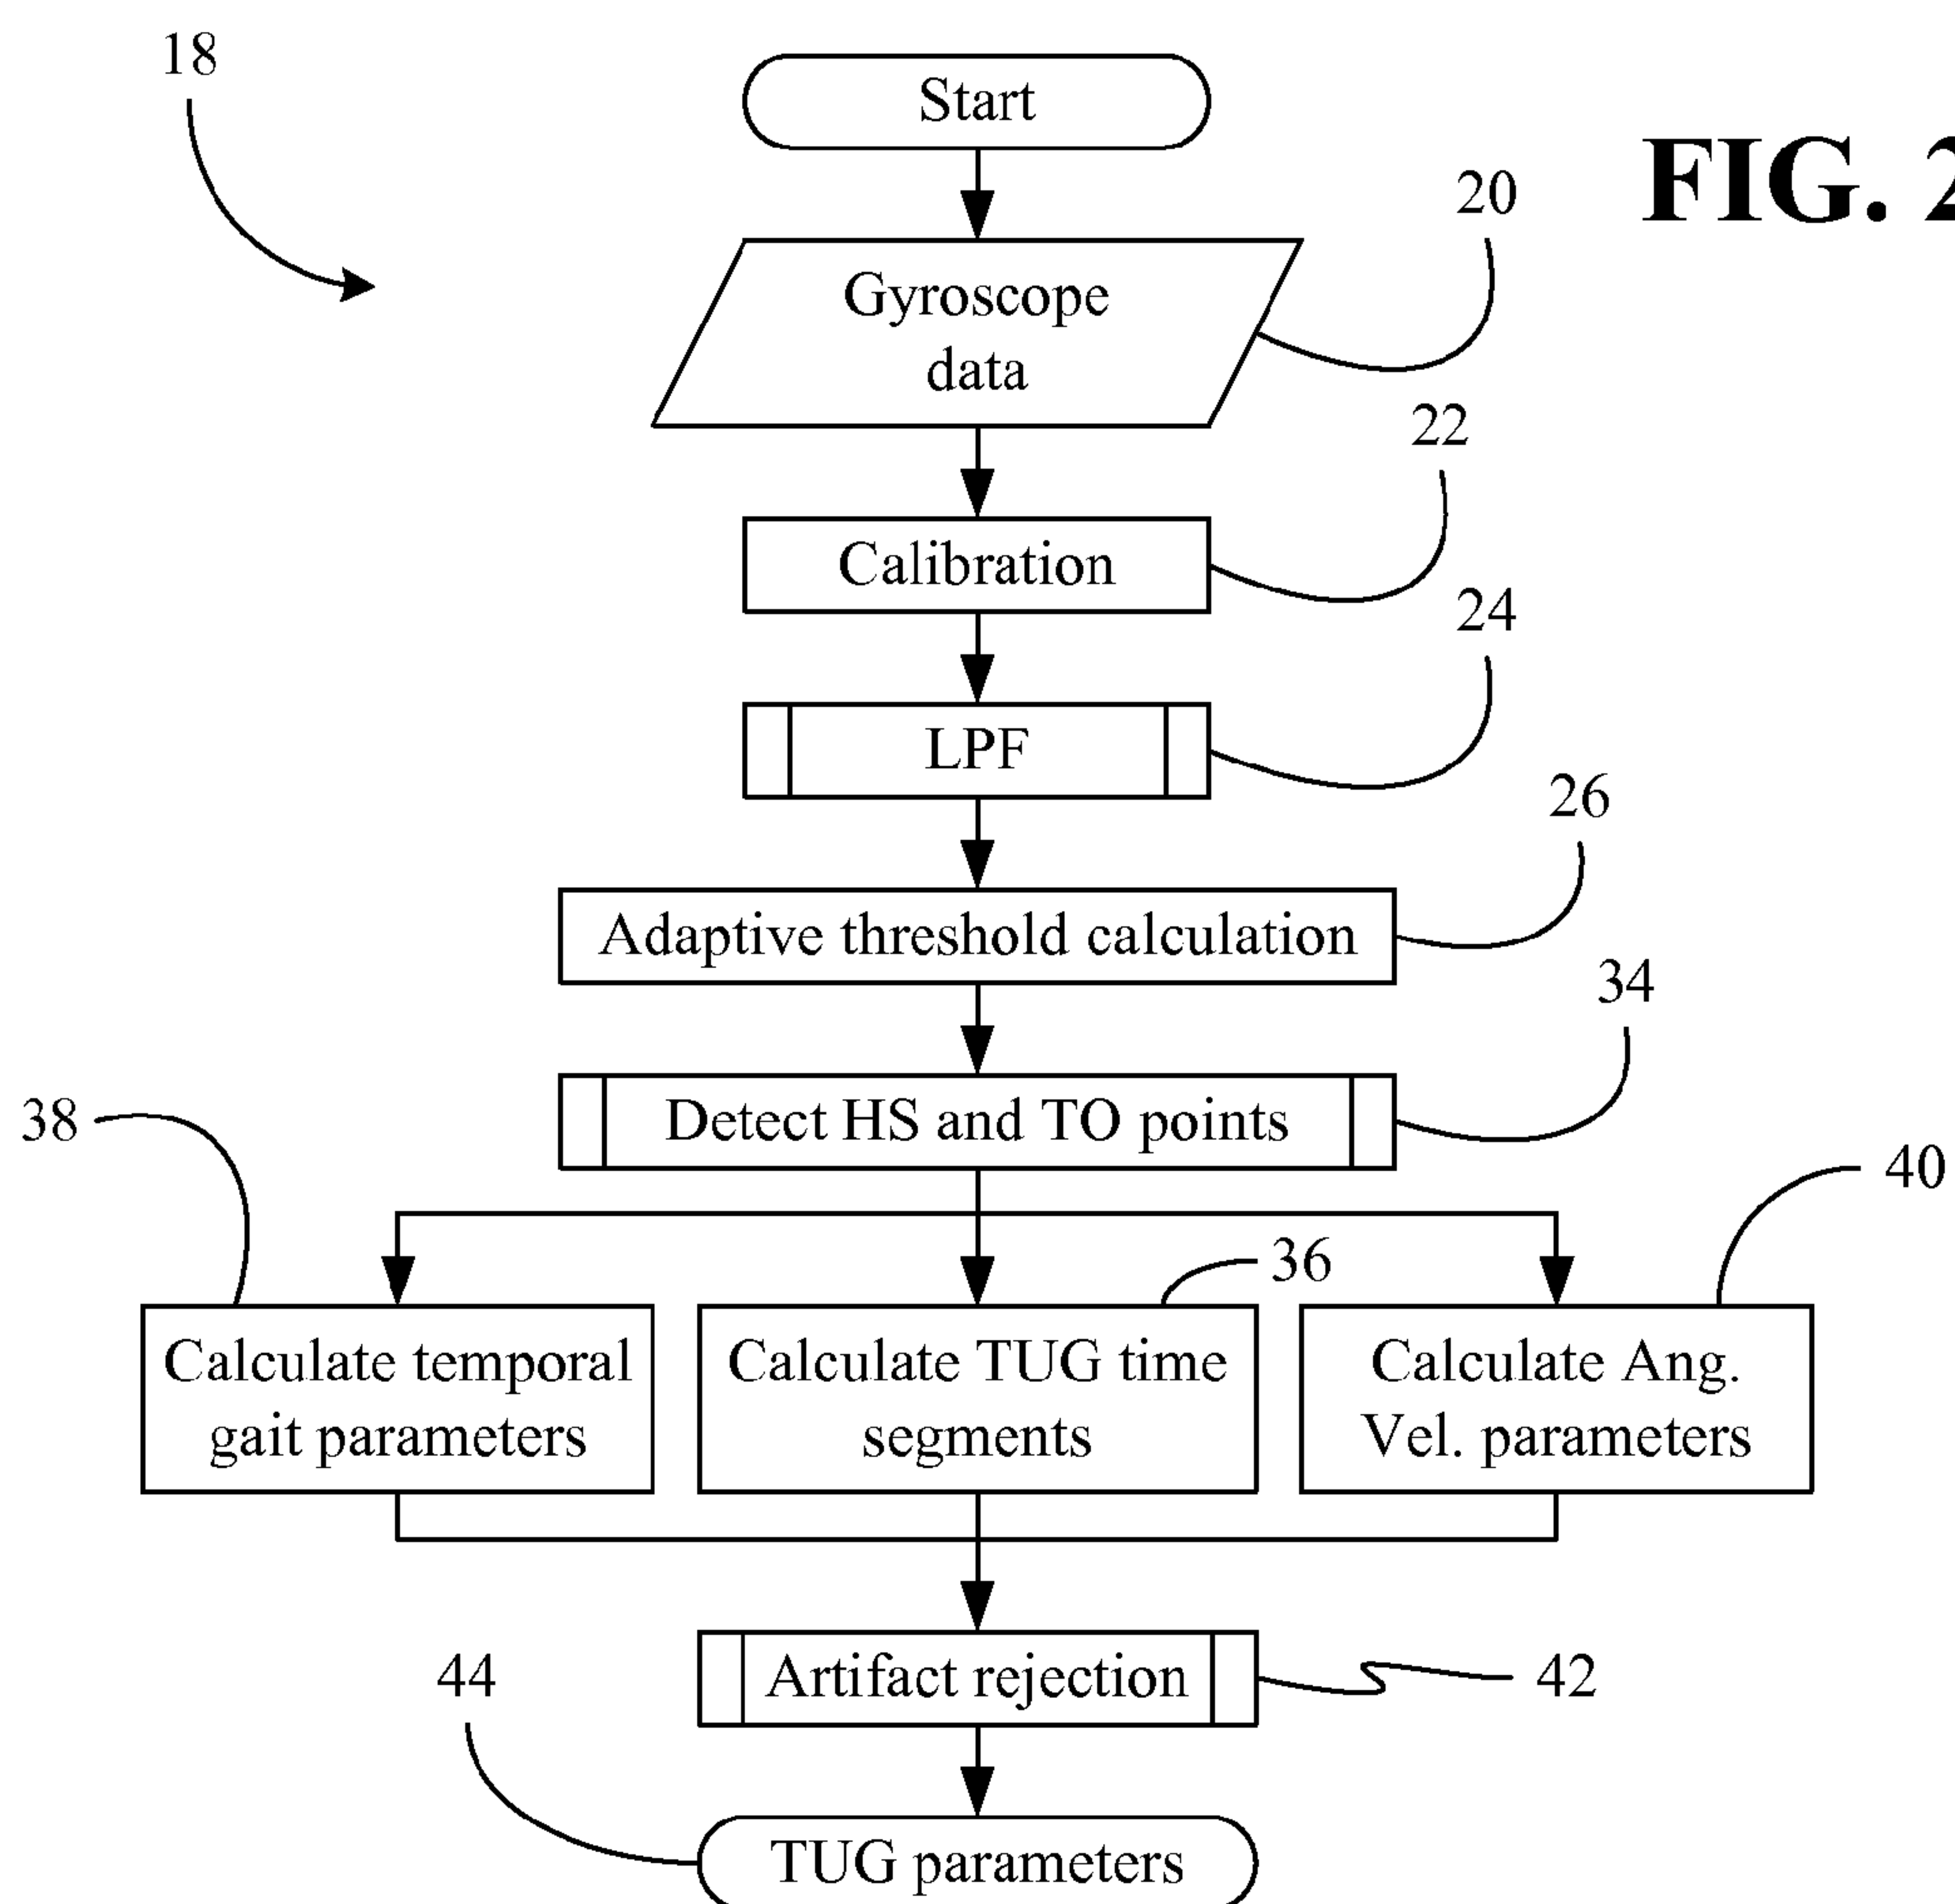 18
Start
FIG. 2
20
Gyroscope
data
22
Calibration
24
LPF
26
Adaptive threshold calculation
34
Detect HS and TO points
38
40
36
Calculate temporal
gait parameters
Calculate TUG time
segments
Calculate Ang.
Vel. parameters
44
Artifact rejection
42
TUG parameters